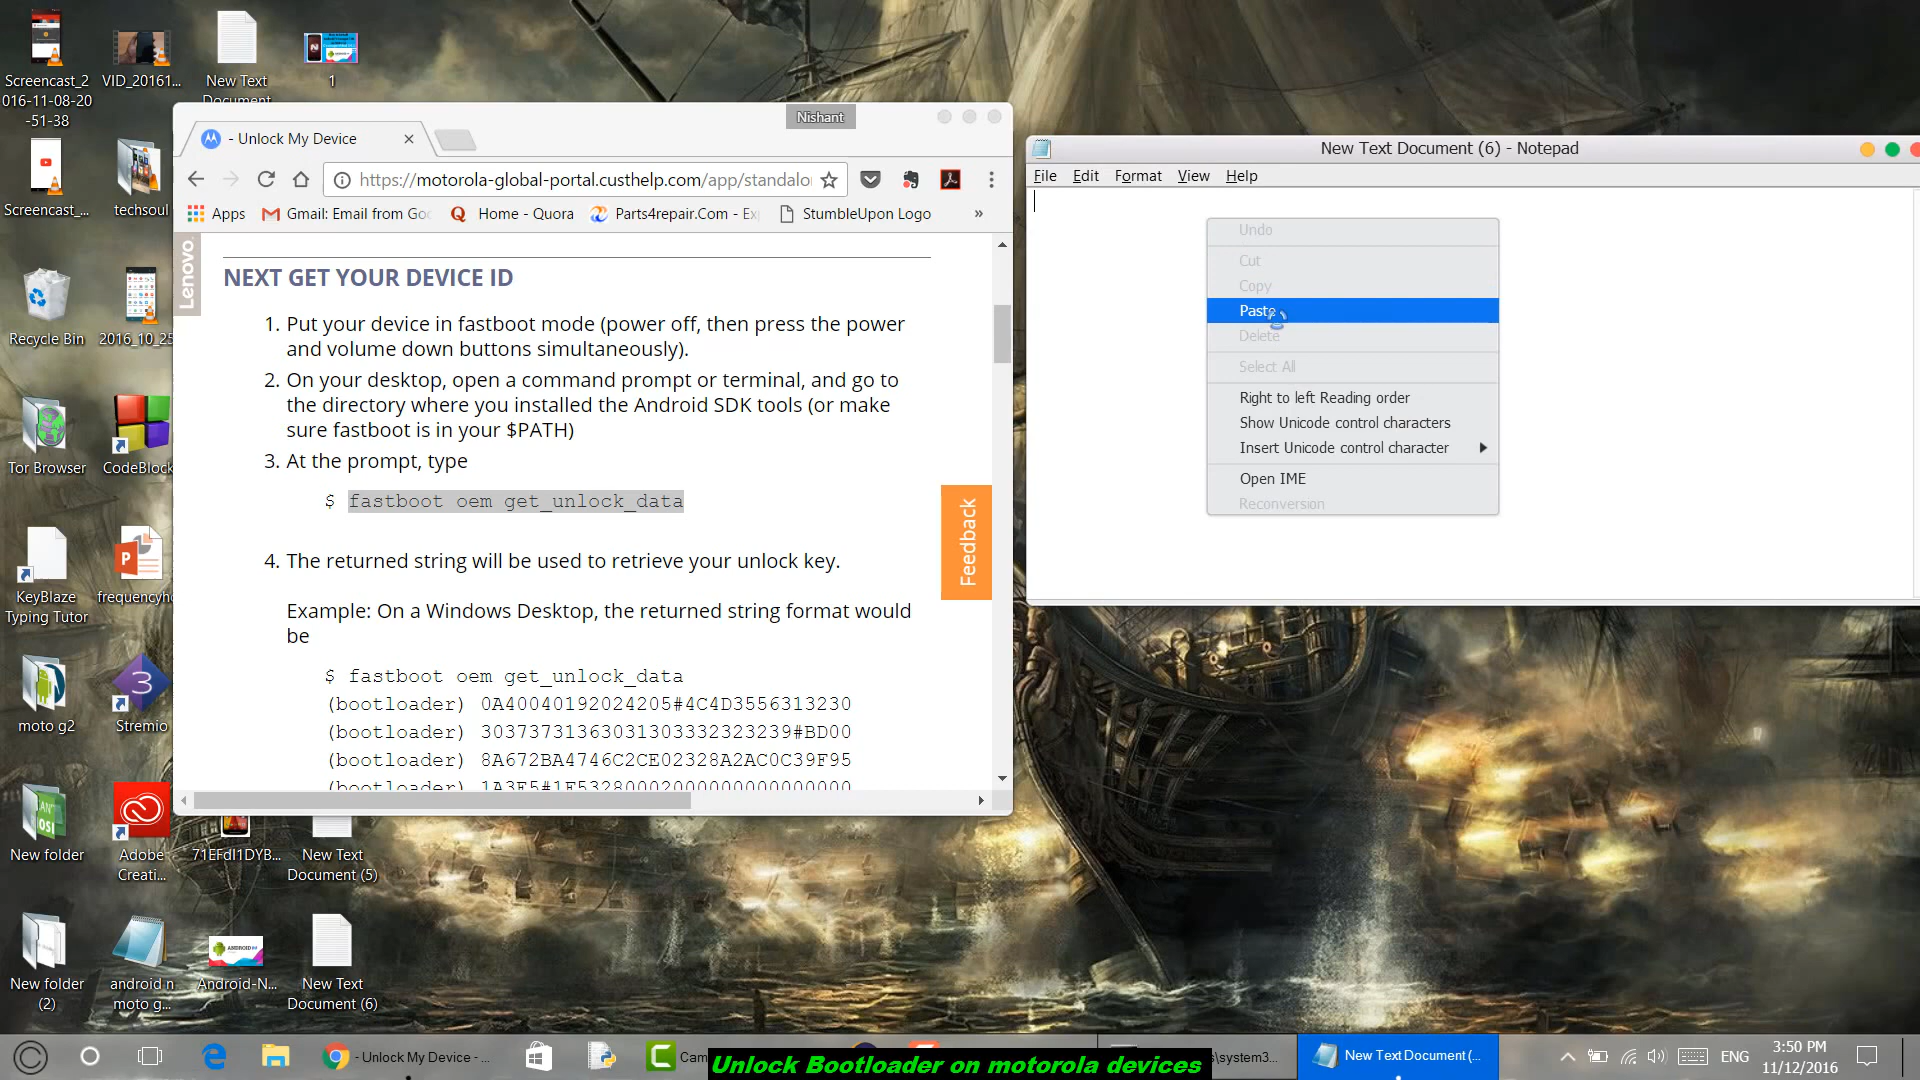 Screencast_2
016-11-08-20
-51-38
VID_20161...
New Text
Document
1
Screencast_...
techsoul
Recycle Bin
2016_10_25
Tor Browser
CodeBlock
KeyBlaze
Typing Tutor
frequencyho
moto g2
Stremio
New folder
Adobe
Creati...
71EFdI1DYB...
New Text
Document (5)
New folder
(2)
android n
moto g...
Android-N...
New Text
Document (6)
Nishant
- Unlock My Device
https://motorola-global-portal.custhelp.com/app/standalo
Apps
Gmail: Email from Go
Home - Quora
Parts4repair.Com - Ex
StumbleUpon Logo
»
Lenovo
NEXT GET YOUR DEVICE ID
1. Put your device in fastboot mode (power off, then press the power
and volume down buttons simultaneously).
2. On your desktop, open a command prompt or terminal, and go to
the directory where you installed the Android SDK tools (or make
sure fastboot is in your $PATH)
3. At the prompt, type
$ fastboot oem get_unlock_data
4. The returned string will be used to retrieve your unlock key.
Example: On a Windows Desktop, the returned string format would
be
$ fastboot oem get_unlock_data
(bootloader) 0A40040192024205#4C4D3556313230
(bootloader) 30373731363031303332323239#BD00
(bootloader) 8A672BA4746C2CE02328A2AC0C39F95
(bootloader) 1A3E5#1F53280002000000000000000
Feedback
New Text Document (6) - Notepad
File Edit Format View Help
Undo
Cut
Copy
Paste
Delete
Select All
Right to left Reading order
Show Unicode control characters
Insert Unicode control character
Open IME
Reconversion
- Unlock My Device - ...
Cam
s\system3...
New Text Document (...
ENG
3:50 PM
11/12/2016
Unlock Bootloader on motorola devices